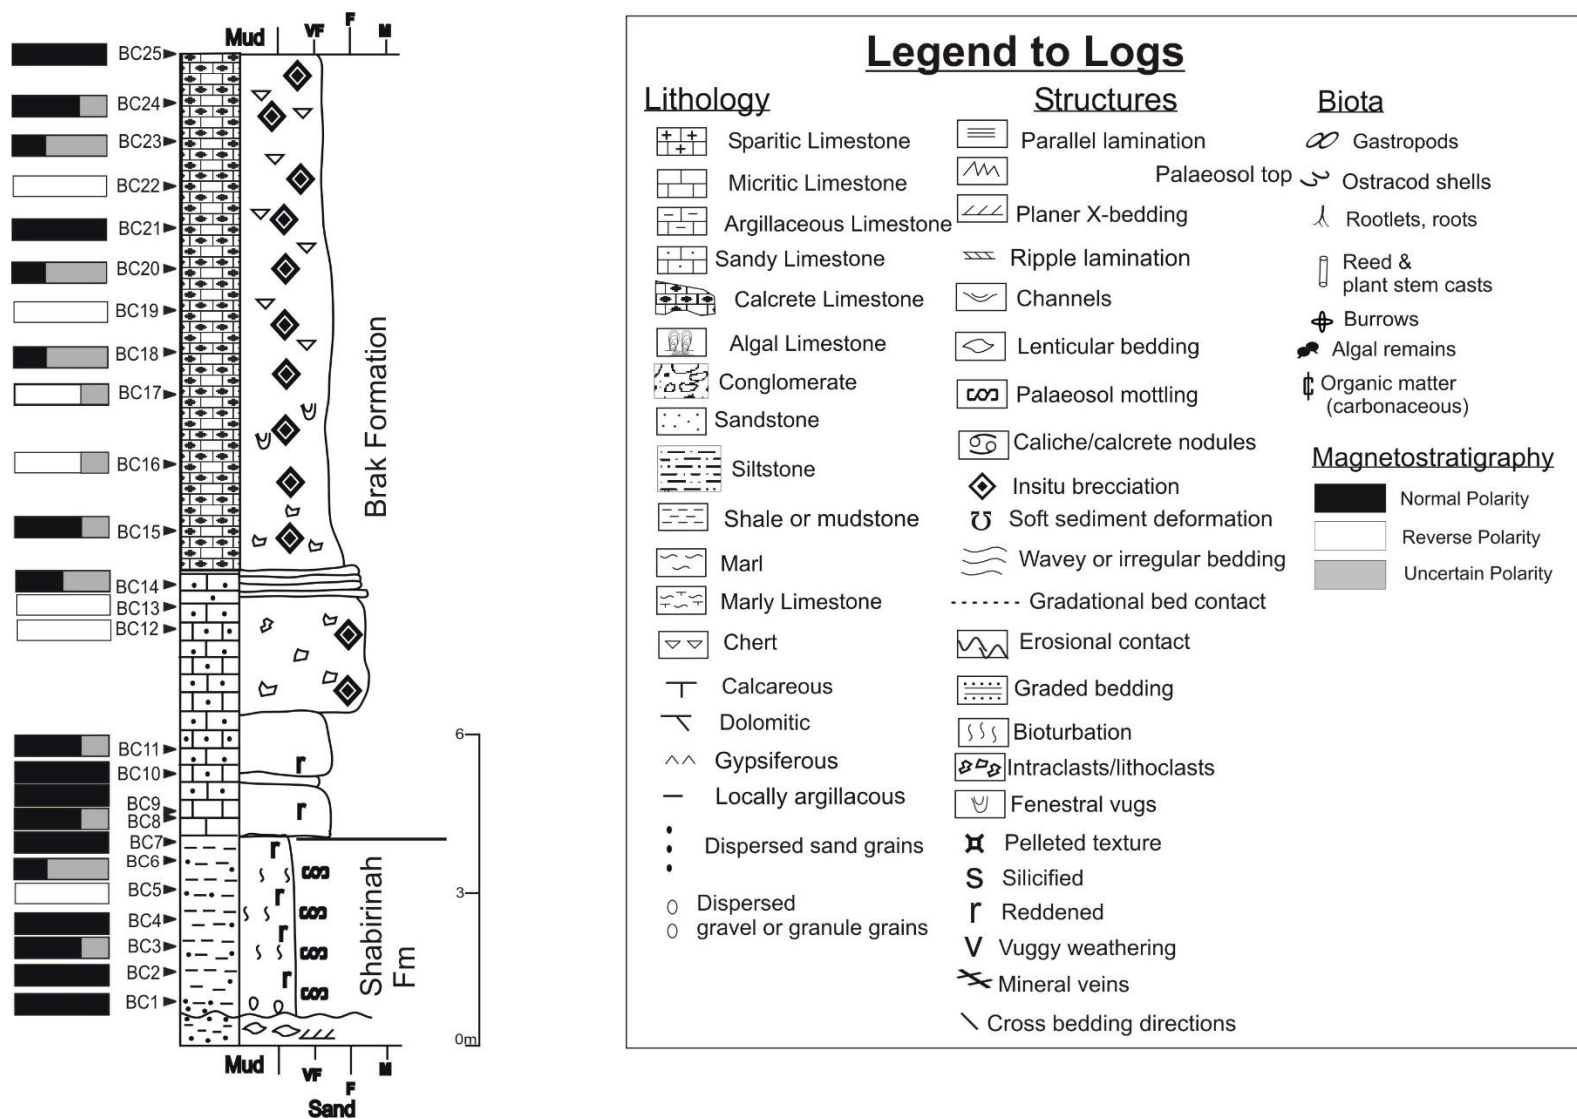 Mud
VF
F
M
BC25
BC24
BC23
BC22
BC21
BC20
BC19
BC18
BC17
BC16
BC15
BC14
BC13
BC12
BC11
BC10
BC9
BC8
BC7
BC6
BC5
BC4
BC3
BC2
BC1
Brak Formation
Shabirinah
Fm
6
3
0m
Mud
VF
F
M
Sand
Legend to Logs
Lithology
Sparitic Limestone
Micritic Limestone
Argillaceous Limestone
Sandy Limestone
Calcrete Limestone
Algal Limestone
Conglomerate
Sandstone
Siltstone
Shale or mudstone
Marl
Marly Limestone
Chert
Calcareous
Dolomitic
Gypsiferous
Locally argillacous
Dispersed sand grains
Dispersed
gravel or granule grains
Structures
Parallel lamination
Palaeosol top
Planer X-bedding
Ripple lamination
Channels
Lenticular bedding
Palaeosol mottling
Caliche/calcrete nodules
Insitu brecciation
Soft sediment deformation
Wavey or irregular bedding
Gradational bed contact
Erosional contact
Graded bedding
Bioturbation
Intraclasts/lithoclasts
Fenestral vugs
Pelleted texture
S Silicified
r Reddened
V Vuggy weathering
Mineral veins
Cross bedding directions
Biota
Gastropods
Ostracod shells
Rootlets, roots
Reed &
plant stem casts
Burrows
Algal remains
Organic matter
(carbonaceous)
Magnetostratigraphy
Normal Polarity
Reverse Polarity
Uncertain Polarity